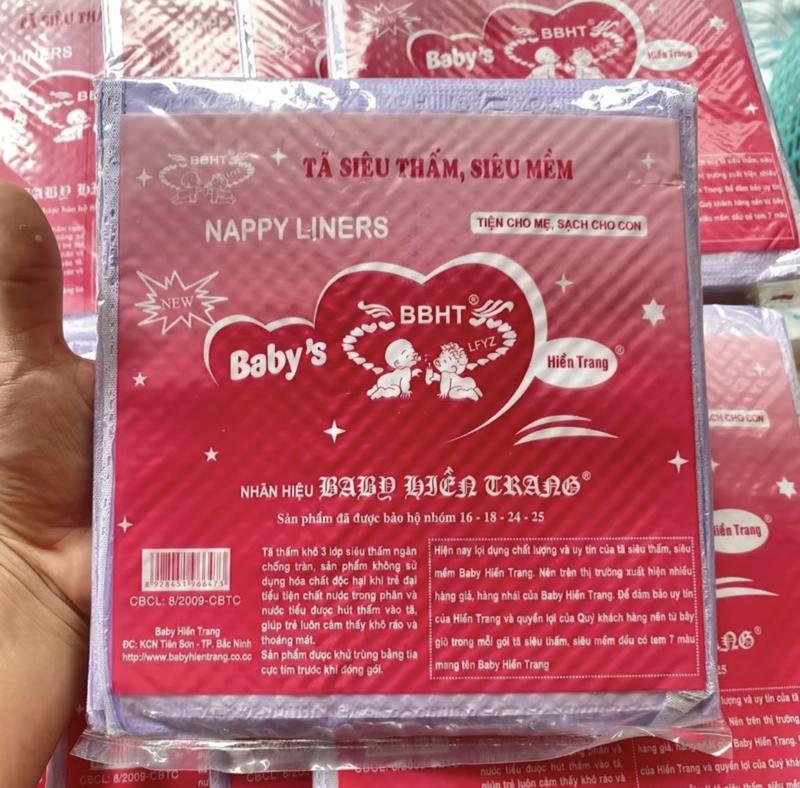 BBHT
LFYZ
TÃ SIÊU THẤM, SIÊU MỀM
NAPPY LINERS
TIỆN CHO MẸ, SẠCH CHO CON
NEW
BBHT®
LFYZ
Baby's
Hiền Trang®
NHÃN HIỆU BABY HIỀN TRANG®
Sản phẩm đã được bảo hộ nhóm 16 - 18 - 24 - 25
8 928451 966473
CBCL: 8/2009-CBTC
Baby Hiền Trang
ĐC: KCN Tiên Sơn - TP. Bắc Ninh
http://www.babyhientrang.co.cc
Tã thấm khô 3 lớp siêu thấm ngăn
chống tràn, sản phẩm không sử
dụng hóa chất độc hại khi trẻ đại
tiểu tiện chất nước trong phân và
nước tiểu được hút thấm vào tã,
giúp trẻ luôn cảm thấy khô ráo và
thoáng mát.
Sản phẩm được khử trùng bằng tia
cực tím trước khi đóng gói.
Hiện nay lợi dụng chất lượng và uy tín của tã siêu thấm, siêu
mềm Baby Hiền Trang. Nên trên thị trường xuất hiện nhiều
hàng giả, hàng nhái của Baby Hiền Trang. Để đảm bảo uy tín
của Hiền Trang và quyền lợi của Quý khách hàng nên từ bây
giờ trong mỗi gói tã siêu thấm, siêu mềm đều có tem 7 màu
mang tên Baby Hiền Trang